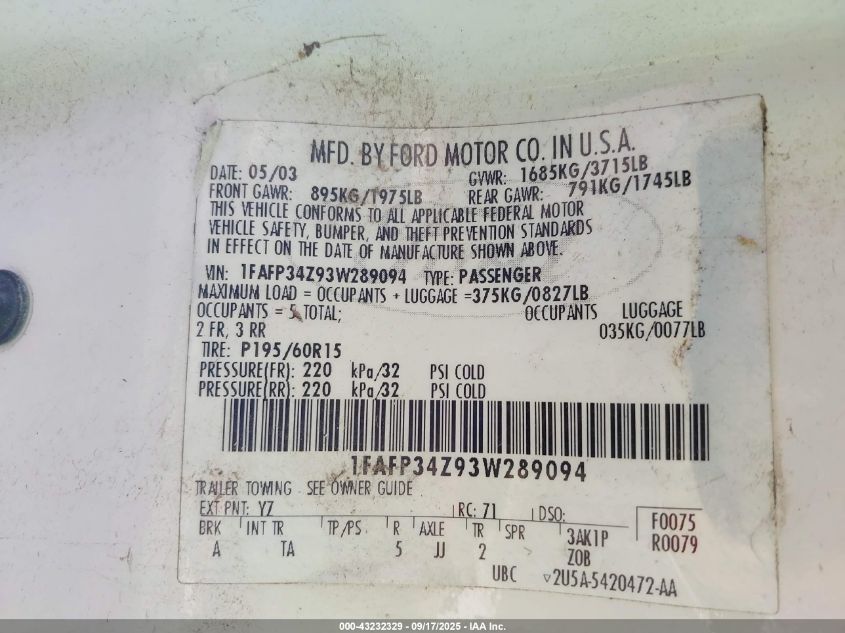 MFD. BY FORD MOTOR CO. IN U.S.A.
DATE: 05/03 GVWR: 1685KG/3715LB
FRONT GAWR: 895KG/1975LB REAR GAWR: 791KG/1745LB
THIS VEHICLE CONFORMS TO ALL APPLICABLE FEDERAL MOTOR
VEHICLE SAFETY, BUMPER, AND THEFT PREVENTION STANDARDS
IN EFFECT ON THE DATE OF MANUFACTURE SHOWN ABOVE.
VIN: 1FAFP34Z93W289094 TYPE: PASSENGER
MAXIMUM LOAD = OCCUPANTS + LUGGAGE =375KG/0827LB
OCCUPANTS = 5 TOTAL; OCCUPANTS LUGGAGE
2 FR, 3 RR 035KG/0077LB
TIRE: P195/60R15
PRESSURE(FR): 220 kPa/32 PSI COLD
PRESSURE(RR): 220 kPa/32 PSI COLD
1FAFP34Z93W289094
TRAILER TOWING SEE OWNER GUIDE
EXT PNT: YZ RC: 71 DSO: F0075
BRK INT TR TP/PS R AXLE TR SPR 3AK1P R0079
A TA 5 JJ 2 Z0B
UBC ▽2U5A-5420472-AA
000-43232329 - 09/17/2025 - IAA Inc.